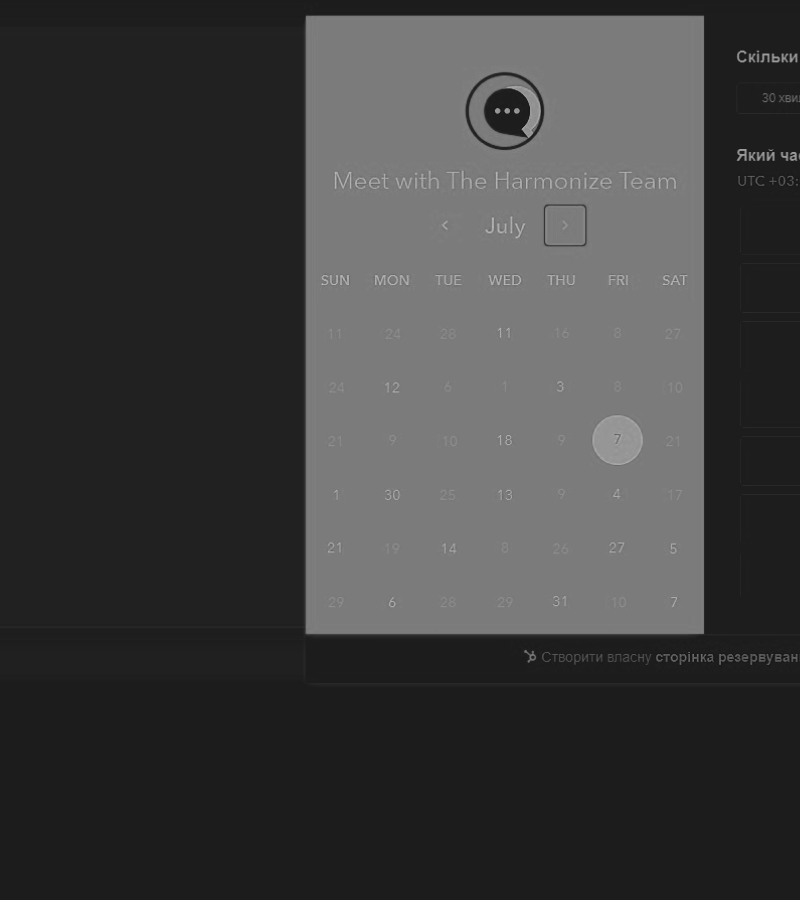 Meet with The Harmonize Team
July
SUN MON TUE WED THU FRI SAT
11 24 28 11 16 8 27
24 12 6 1 3 8 10
21 9 10 18 9 7 21
1 30 25 13 9 4 17
21 19 14 8 26 27 5
29 6 28 29 31 10 7
Скільки
30 хви
Який ча
UTC +03:
Створити власну сторінка резервуван